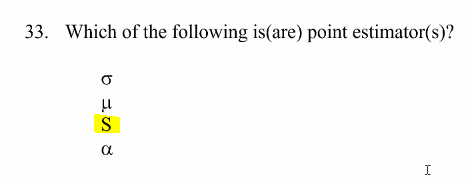 33. Which of the following is(are) point estimator(s)?
σ
μ
S
α